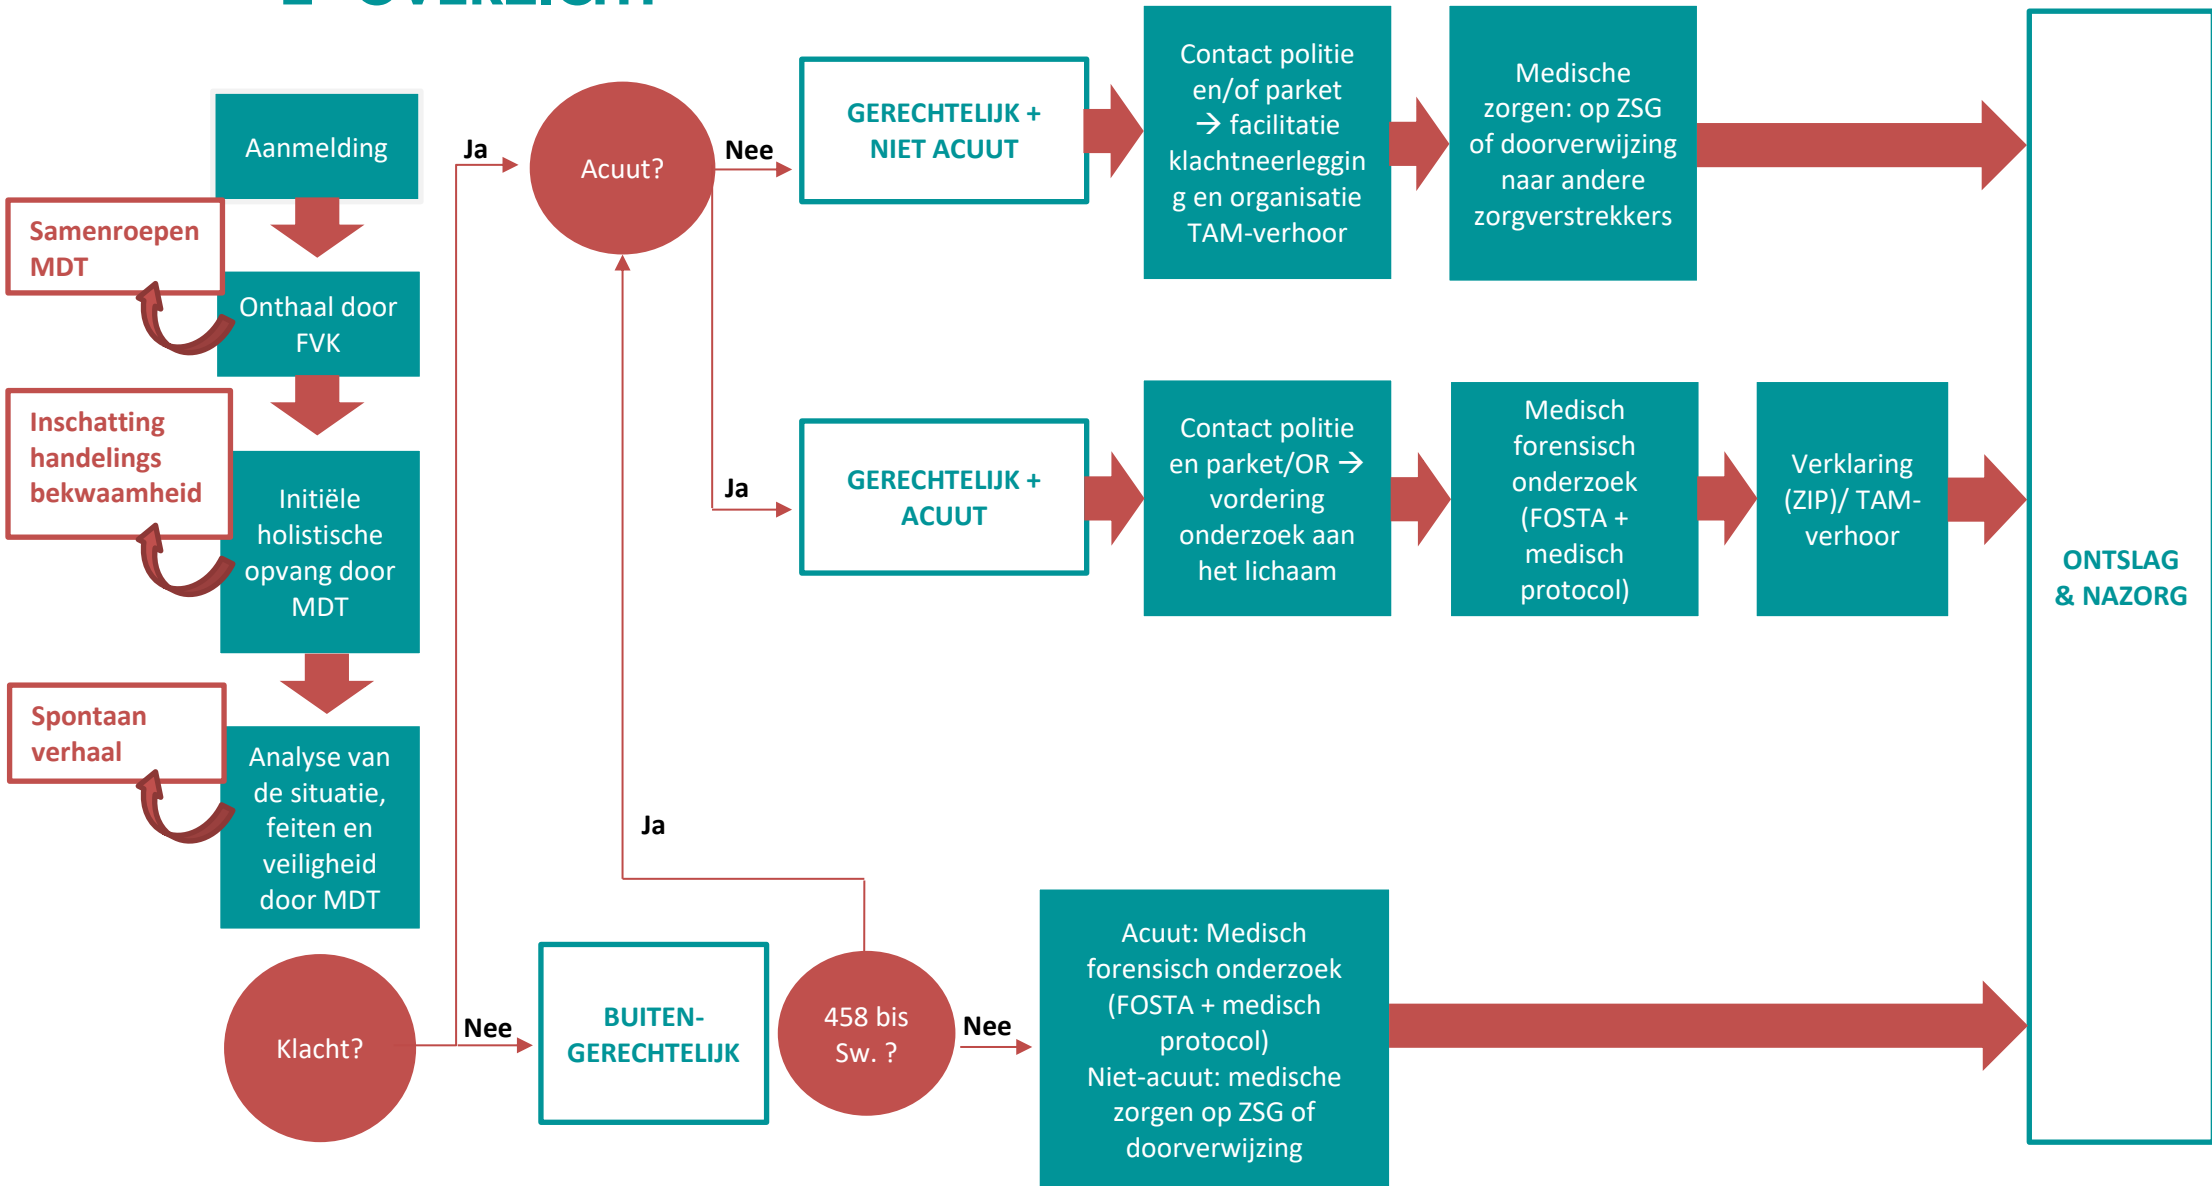 OVERZICHT
Aanmelding
Samenroepen
MDT
Onthaal door
FVK
Inschatting
handelings
bekwaamheid
Initiële
holistische
opvang door
MDT
Spontaan
verhaal
Analyse van
de situatie,
feiten en
veiligheid
door MDT
Klacht?
Ja
Nee
Acuut?
Nee
GERECHTELIJK +
NIET ACUUT
Contact politie
en/of parket
→ facilitatie
klachtneerleggin
g en organisatie
TAM-verhoor
Medische
zorgen: op ZSG
of doorverwijzing
naar andere
zorgverstrekkers
Ja
GERECHTELIJK +
ACUUT
Contact politie
en parket/OR →
vordering
onderzoek aan
het lichaam
Medisch
forensisch
onderzoek
(FOSTA +
medisch
protocol)
Verklaring
(ZIP)/ TAM-
verhoor
BUITEN-
GERECHTELIJK
458 bis
Sw. ?
Ja
Nee
Acuut: Medisch
forensisch onderzoek
(FOSTA + medisch
protocol)
Niet-acuut: medische
zorgen op ZSG of
doorverwijzing
ONTSLAG
& NAZORG